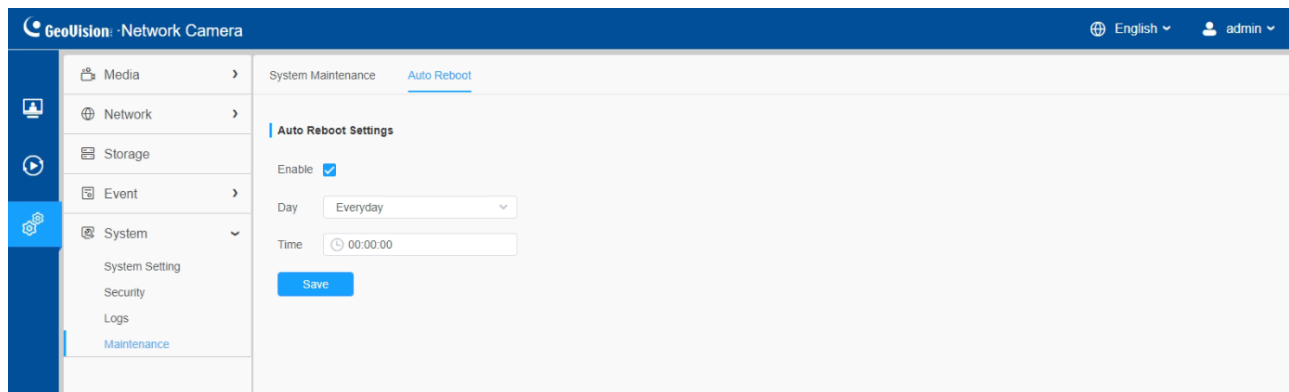 GeoVision: ·Network Camera
English
admin
Media
Network
Storage
Event
System
System Setting
Security
Logs
Maintenance
System Maintenance
Auto Reboot
Auto Reboot Settings
Enable
Day
Everyday
Time
00:00:00
Save